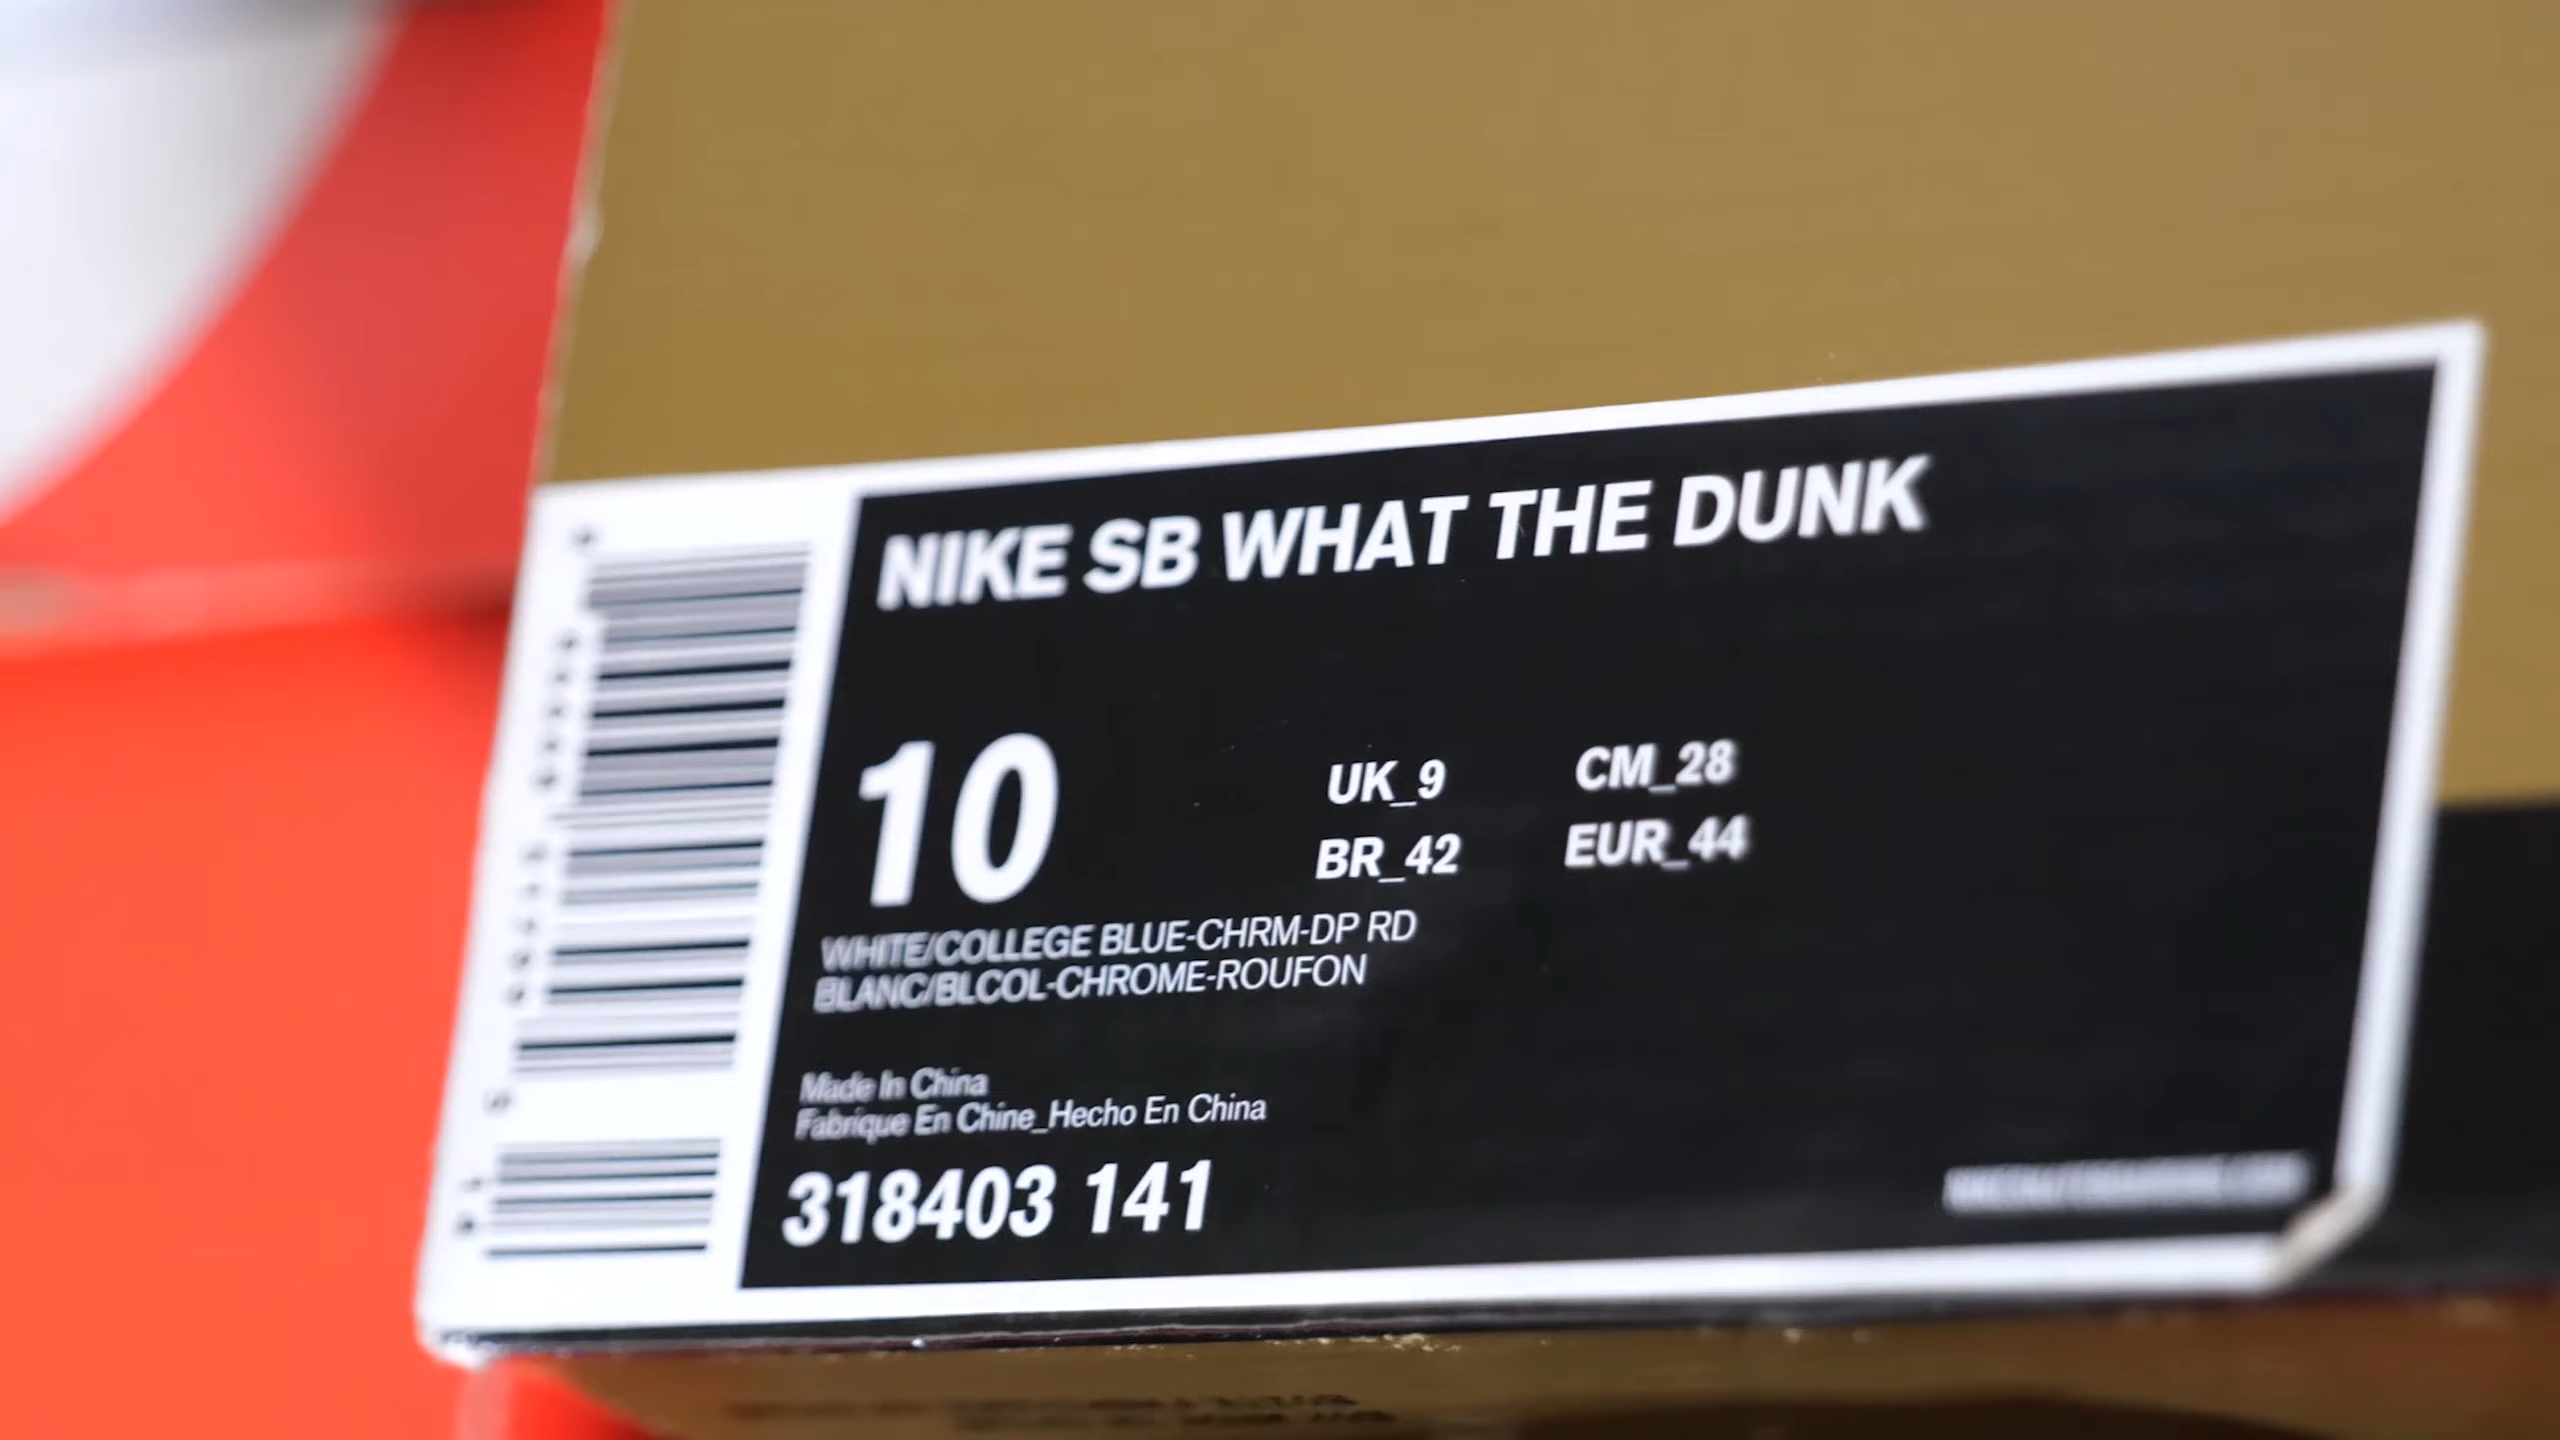 NIKE SB WHAT THE DUNK
10
UK_9 CM_28
BR_42 EUR_44
WHITE/COLLEGE BLUE-CHRM-DP RD
BLANC/BLCOL-CHROME-ROUFON
Made In China
Fabrique En Chine_Hecho En China
318403 141